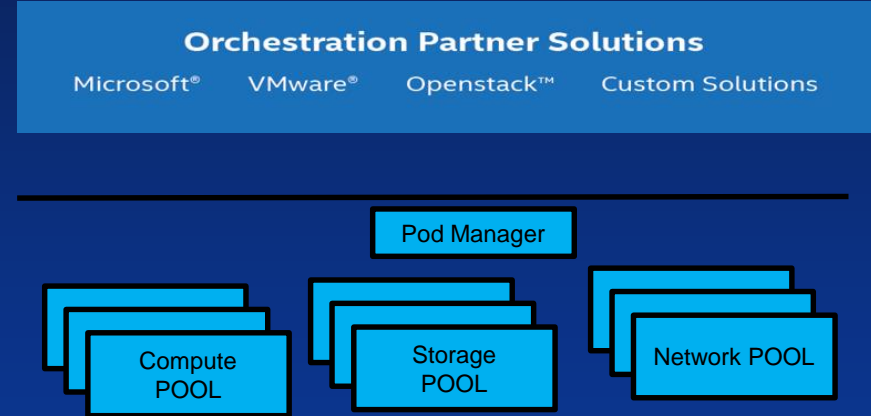 Orchestration Partner Solutions
Microsoft® VMware® Openstack™ Custom Solutions
Pod Manager
Compute
POOL
Storage
POOL
Network POOL